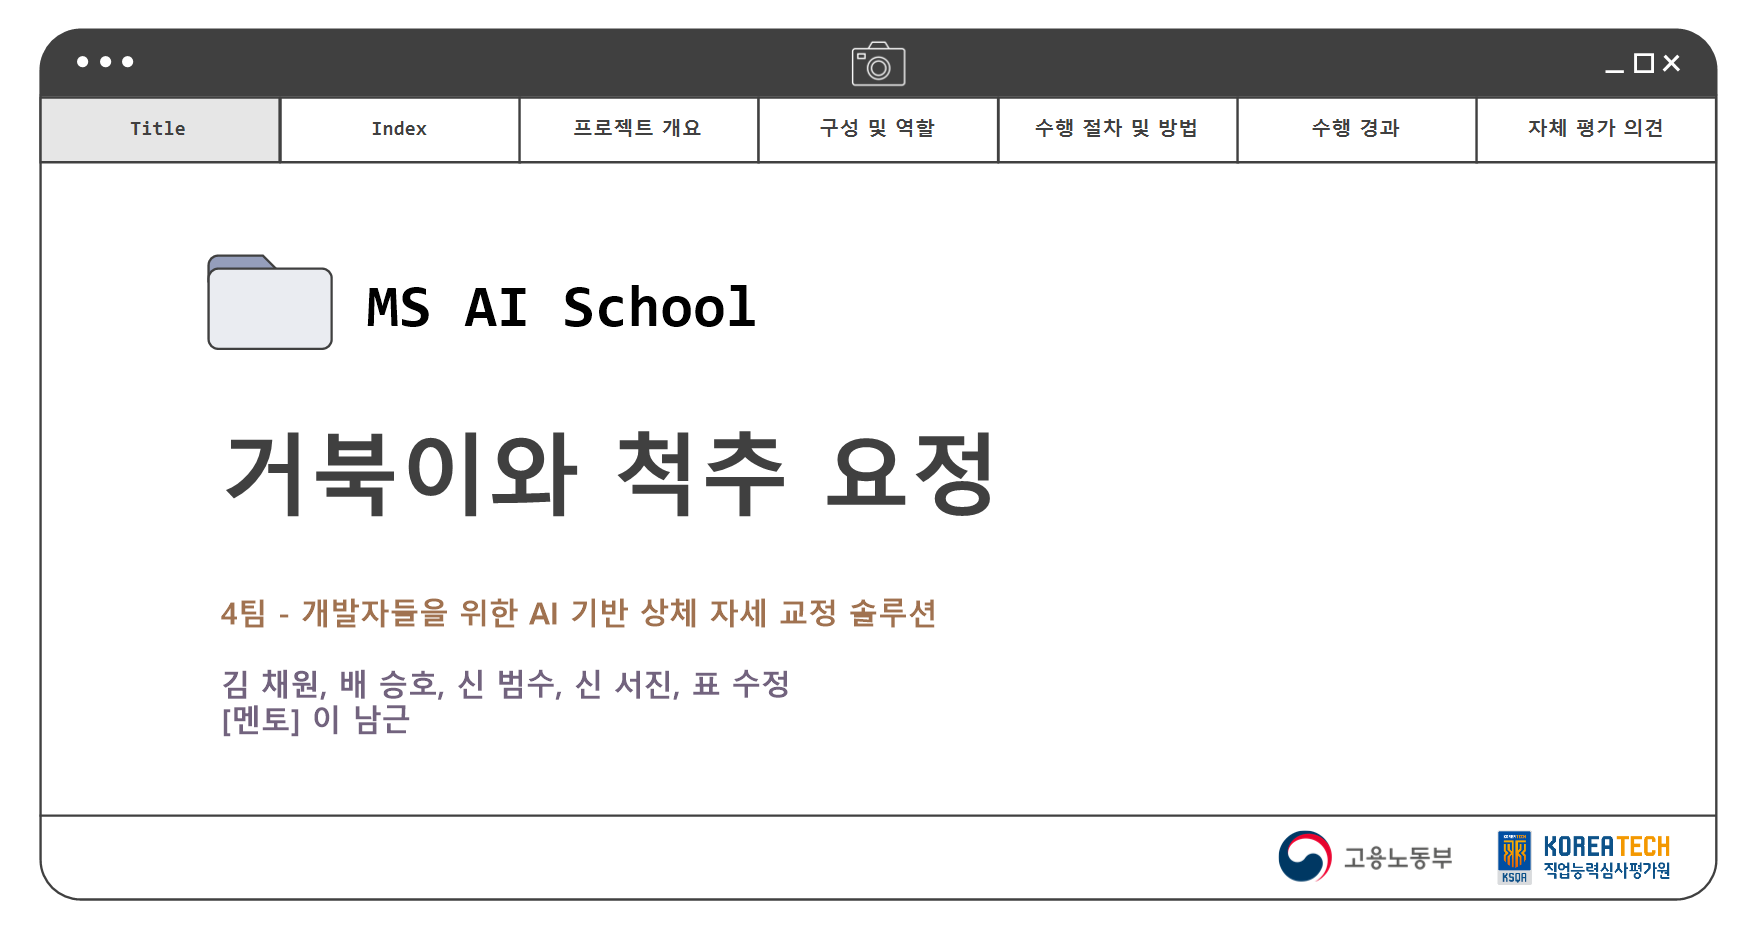 Title
Index
프로젝트 개요
구성 및 역할
수행 절차 및 방법
수행 경과
자체 평가 의견
MS AI School
거북이와 척추 요정
4팀 - 개발자들을 위한 AI 기반 상체 자세 교정 솔루션
김 채원, 배 승호, 신 범수, 신 서진, 표 수정
[멘토] 이 남근
고용노동부
KOREATECH
KSQA
KOREATECH
직업능력심사평가원